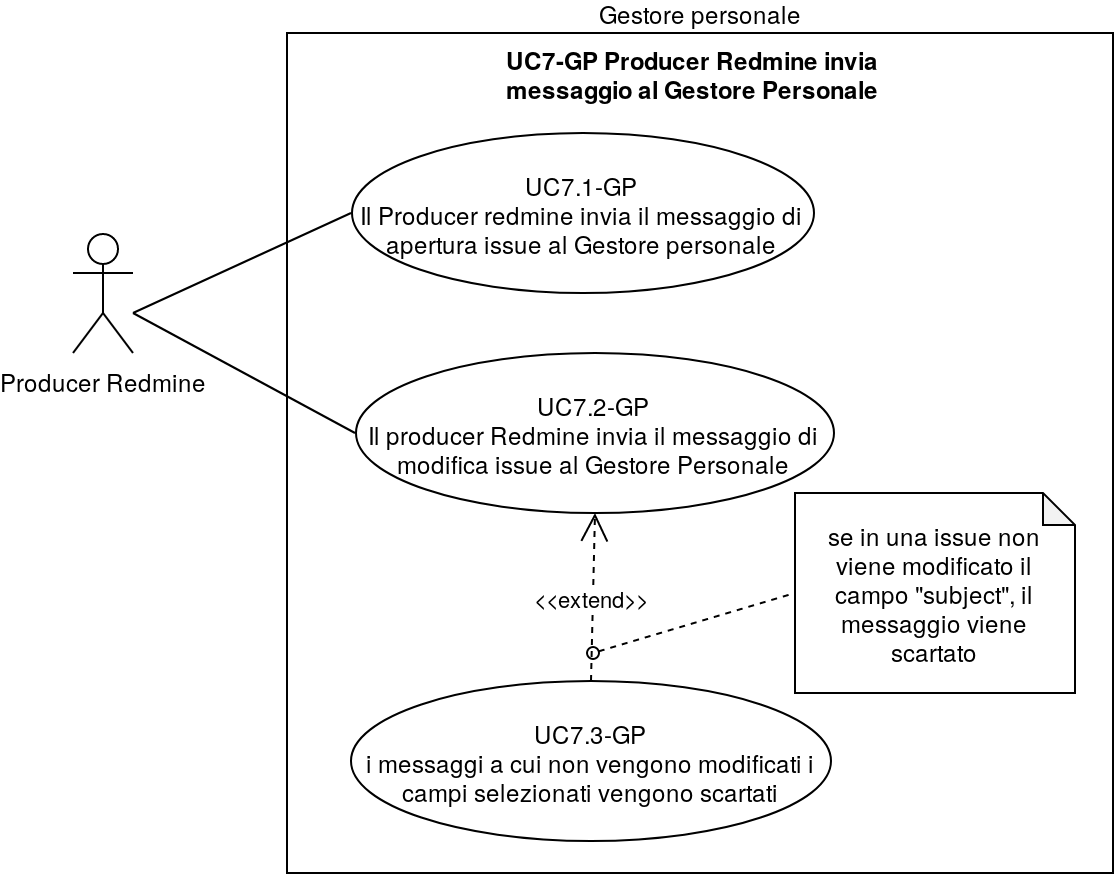 Gestore personale
UC7-GP Producer Redmine invia
messaggio al Gestore Personale
UC7.1-GP
Il Producer redmine invia il messaggio di
apertura issue al Gestore personale
Producer Redmine
UC7.2-GP
Il producer Redmine invia il messaggio di
modifica issue al Gestore Personale
se in una issue non
viene modificato il
campo "subject", il
messaggio viene
scartato
<<extend>>
UC7.3-GP
i messaggi a cui non vengono modificati i
campi selezionati vengono scartati